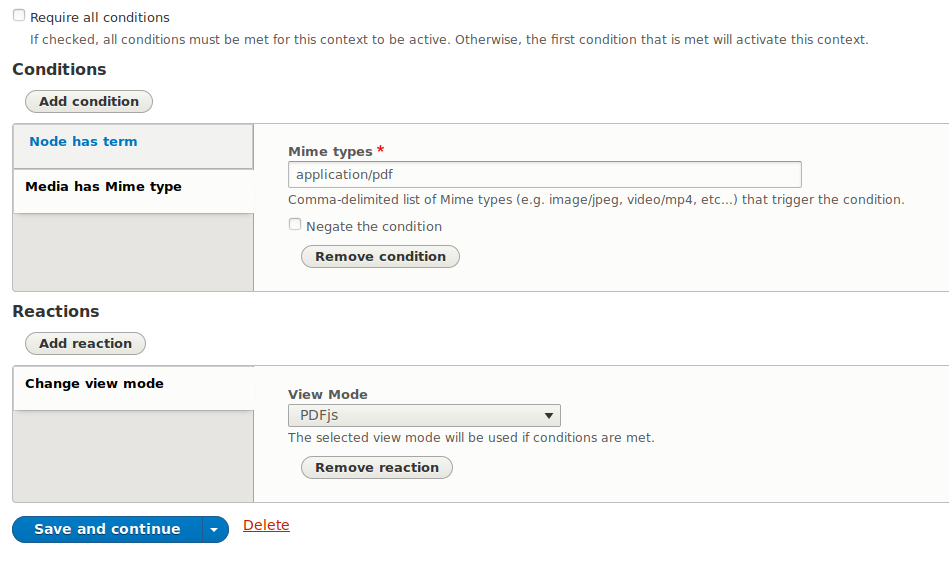 Require all conditions
If checked, all conditions must be met for this context to be active. Otherwise, the first condition that is met will activate this context.
Conditions
Add condition
Node has term
Media has Mime type
Mime types *
application/pdf
Comma-delimited list of Mime types (e.g. image/jpeg, video/mp4, etc...) that trigger the condition.
Negate the condition
Remove condition
Reactions
Add reaction
Change view mode
View Mode
PDFjs
The selected view mode will be used if conditions are met.
Remove reaction
Save and continue
Delete